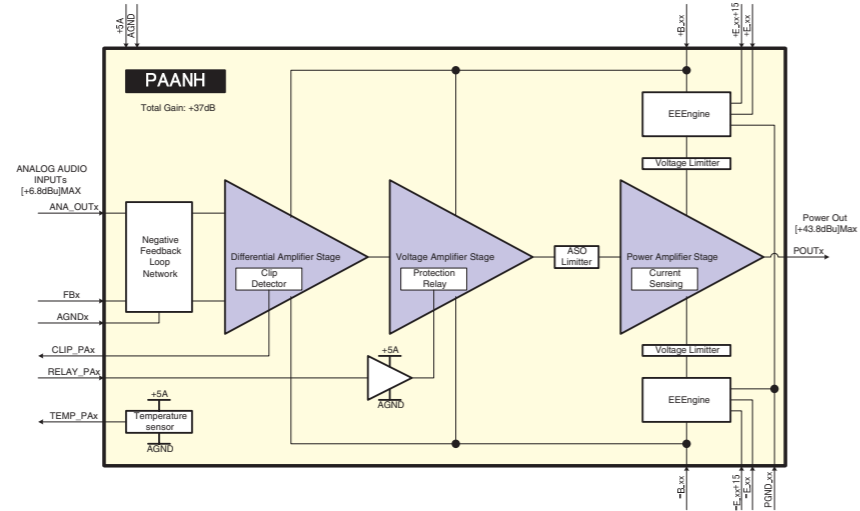 +5A
AGND
+B_xx
+E_xx+15
+E_xx
PAANH
Total Gain: +37dB
EEEngine
Voltage Limitter
ANALOG AUDIO
INPUTs
[+6.8dBu]MAX
ANA_OUTx
Negative
Feedback
Loop
Network
Differential Amplifier Stage
Clip
Detector
Voltage Amplifier Stage
Protection
Relay
ASO
Limitter
Power Amplifier Stage
Current
Sensing
Power Out
[+43.8dBu]Max
POUTx
FBx
AGNDx
CLIP_PAx
RELAY_PAx
+5A
AGND
Voltage Limitter
EEEngine
TEMP_PAx
+5A
Temperature
sensor
AGND
-B_xx
-E_xx+15
-E_xx
PGND_xx